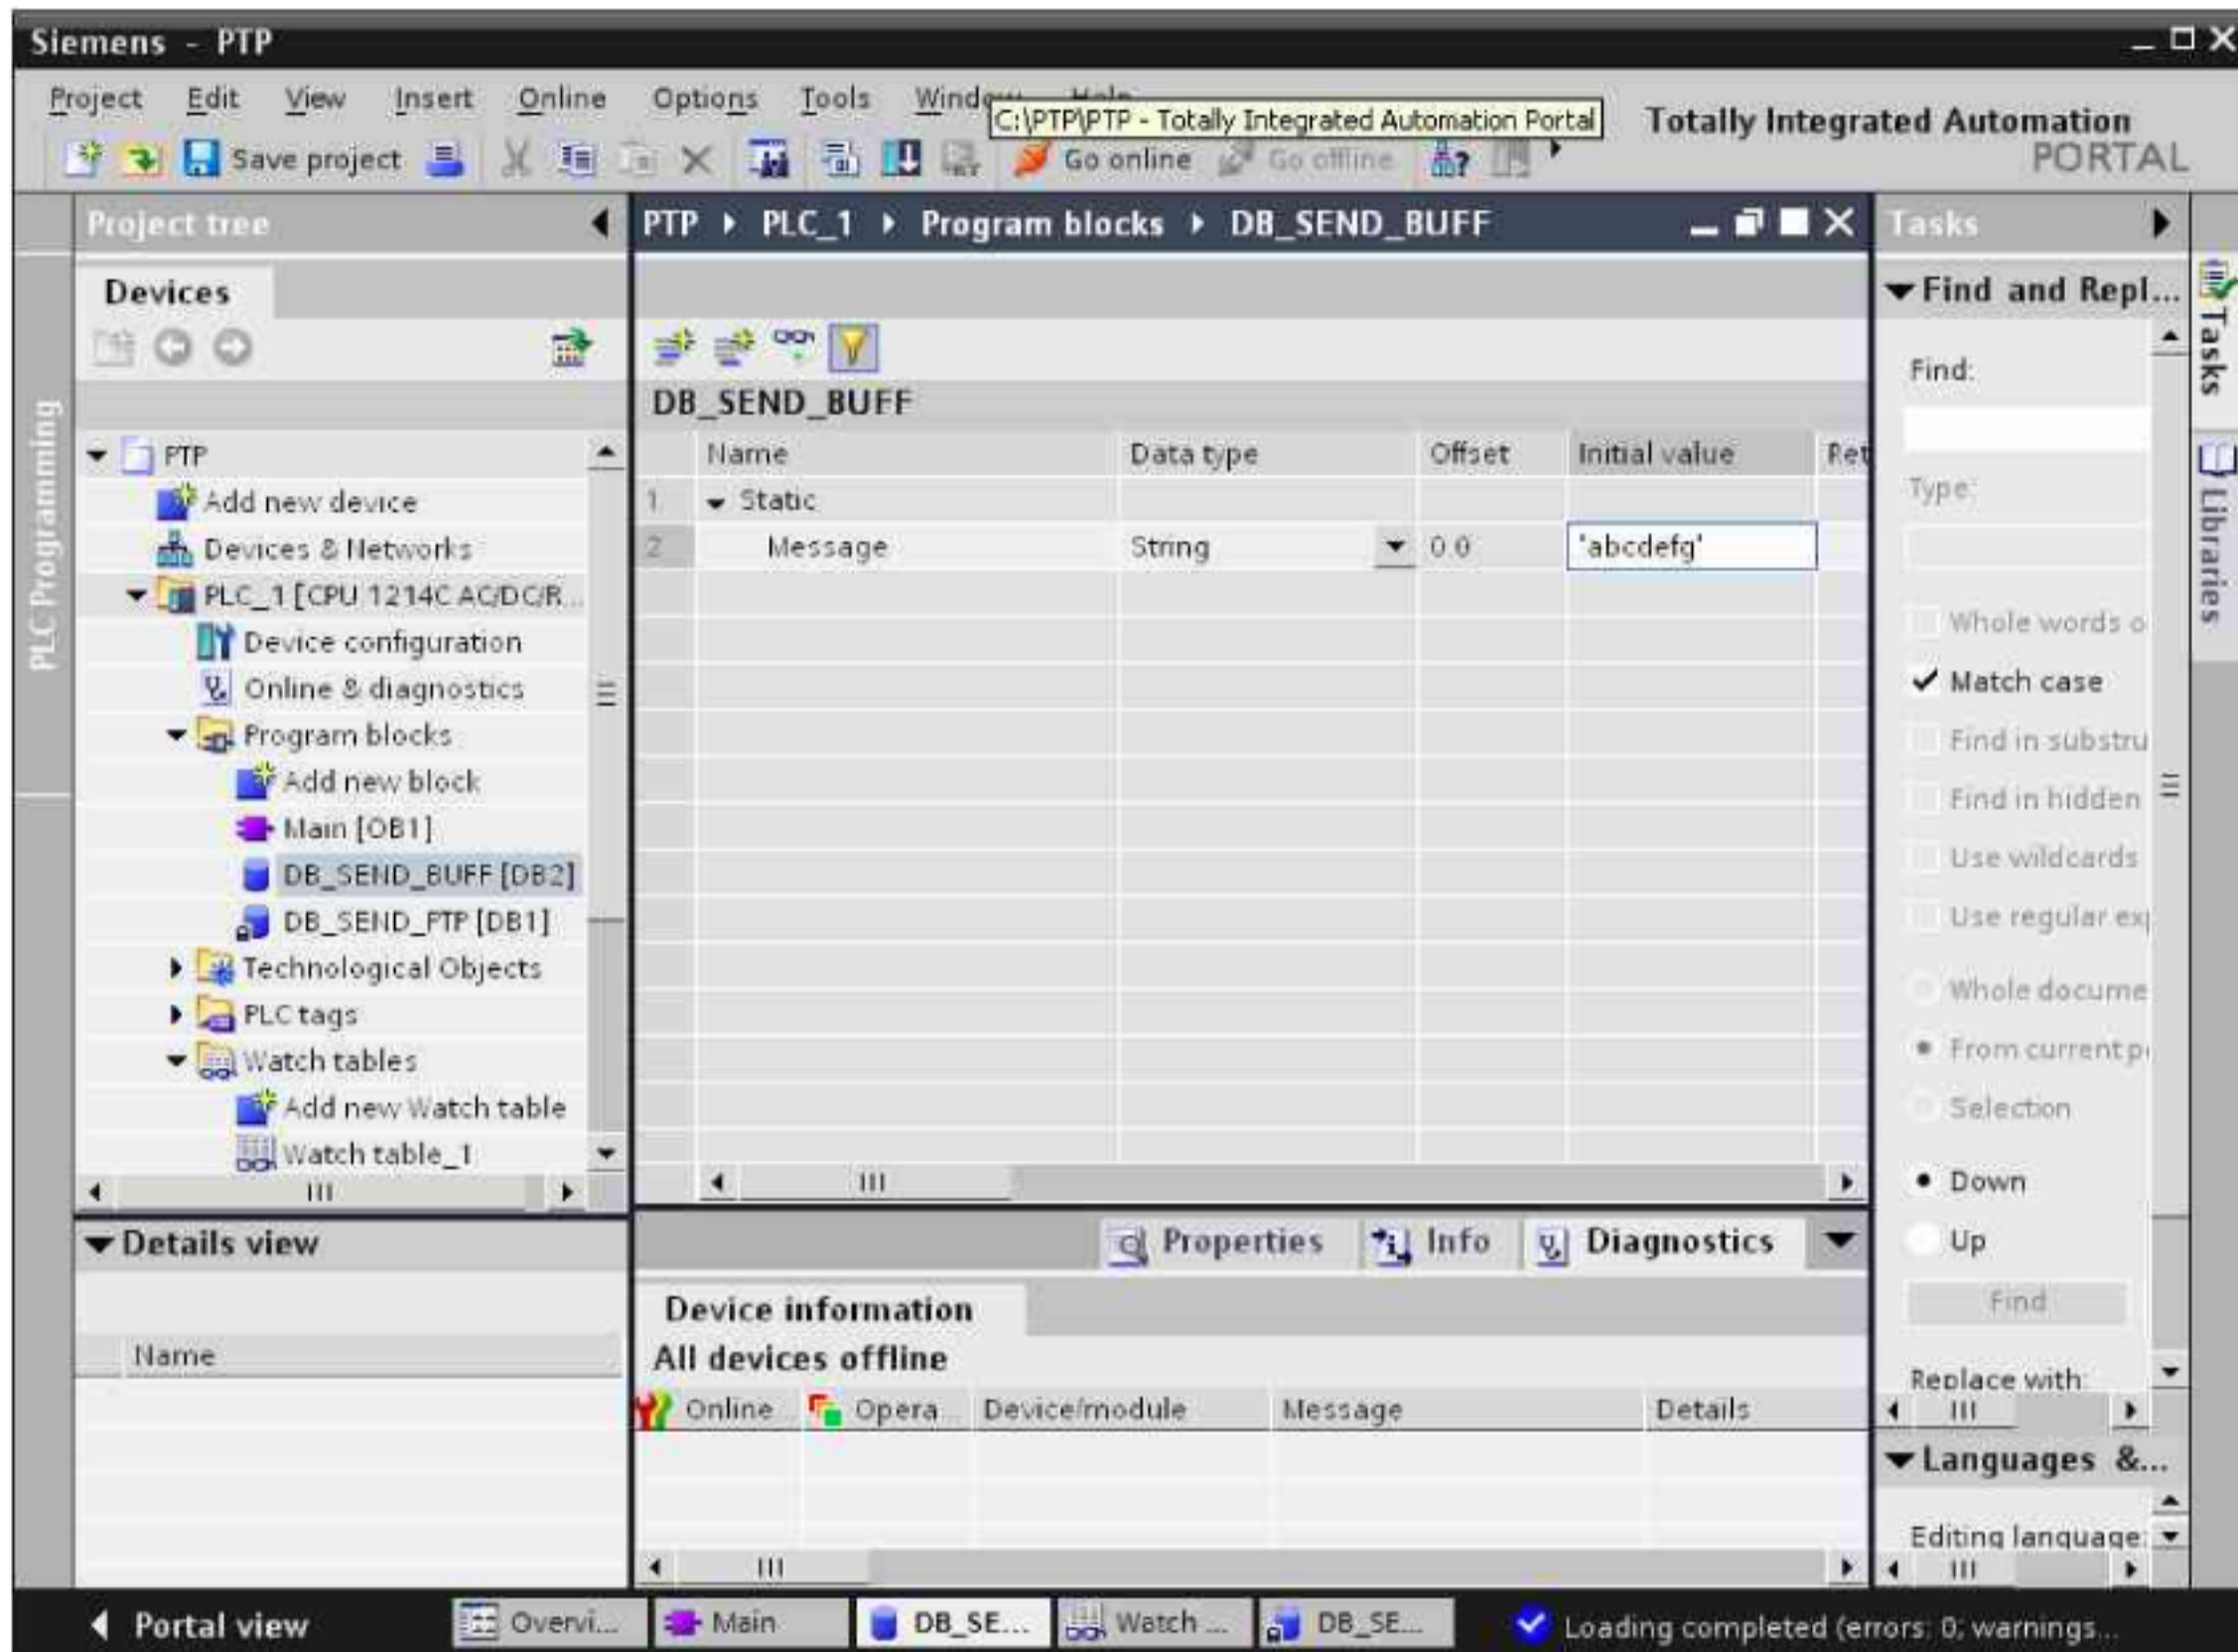 Siemens - PTP
Project Edit View Insert Online Options Tools Window Help
C:\PTP\PTP - Totally Integrated Automation Portal
Totally Integrated Automation
PORTAL
Save project Go online Go offline
Project tree
PTP PLC_1 Program blocks DB_SEND_BUFF
Tasks
Devices
Find and Repl...
Tasks
Libraries
PLC Programming
PTP
Add new device
Devices & Networks
PLC_1 [CPU 1214C AC/DC/R...
Device configuration
Online & diagnostics
Program blocks
Add new block
Main [OB1]
DB_SEND_BUFF [DB2]
DB_SEND_PTP [DB1]
Technological Objects
PLC tags
Watch tables
Add new Watch table
Watch table_1
Details view
Name
DB_SEND_BUFF
Name Data type Offset Initial value Ret
1 Static
2 Message String 0.0 'abcdefg'
Properties Info Diagnostics
Device information
All devices offline
Online Opera... Device/module Message Details
Find:
Type:
Whole words o
Match case
Find in substru
Find in hidden
Use wildcards
Use regular exp
Whole docume
From current p
Selection
Down
Up
Find
Replace with:
Languages &...
Editing language:
Portal view Overvi... Main DB_SE... Watch ... DB_SE... Loading completed (errors: 0; warnings...